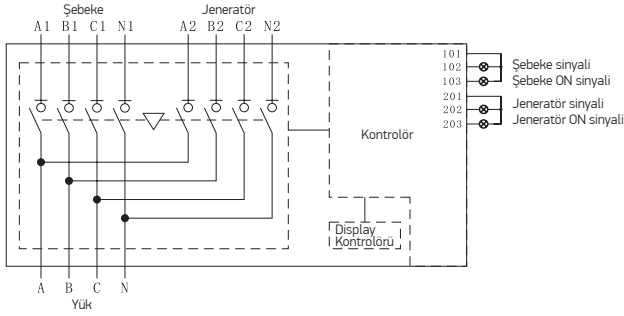 Şebeke Jeneratör
A1 B1 C1 N1 A2 B2 C2 N2
101
102 Şebeke sinyali
103 Şebeke ON sinyali
201
202 Jeneratör sinyali
203 Jeneratör ON sinyali
Kontrolör
Display
Kontrolörü
A B C N
Yük